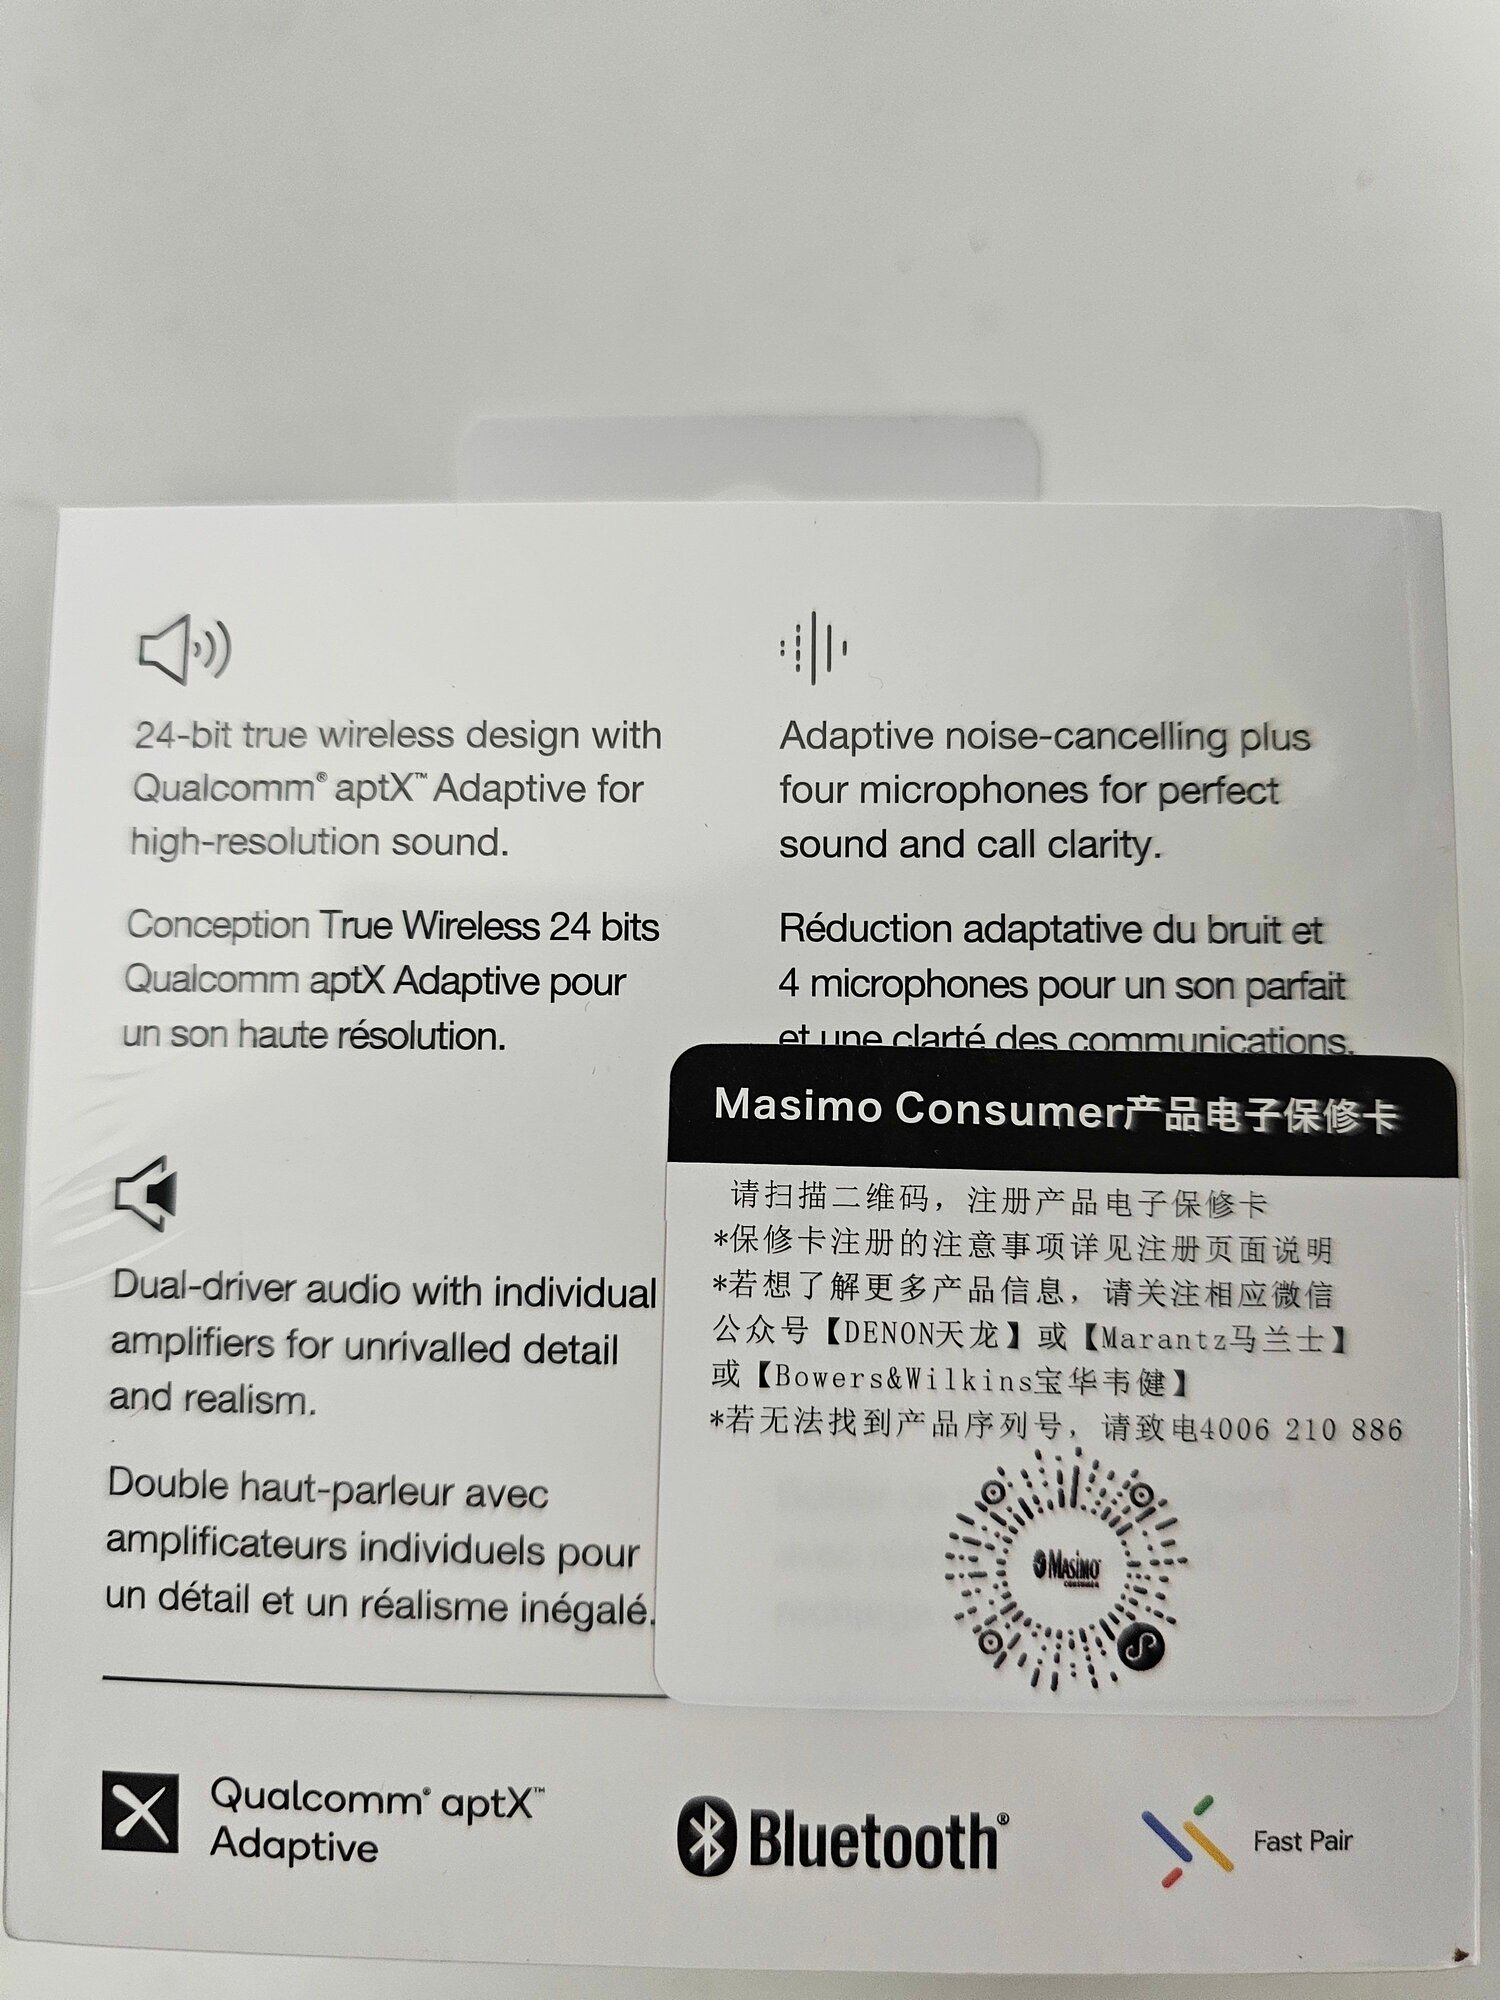 24-bit true wireless design with
Qualcomm® aptX™ Adaptive for
high-resolution sound.
Conception True Wireless 24 bits
Qualcomm aptX Adaptive pour
un son haute résolution.
Adaptive noise-cancelling plus
four microphones for perfect
sound and call clarity.
Réduction adaptative du bruit et
4 microphones pour un son parfait
et une clarté des communications.
Dual-driver audio with individual
amplifiers for unrivalled detail
and realism.
Double haut-parleur avec
amplificateurs individuels pour
un détail et un réalisme inégalé.
Masimo Consumer产品电子保修卡
请扫描二维码，注册产品电子保修卡
*保修卡注册的注意事项详见注册页面说明
*若想了解更多产品信息，请关注相应微信
公众号【DENON天龙】或【Marantz马兰士】
或【Bowers&Wilkins宝华韦健】
*若无法找到产品序列号，请致电4006 210 886
MASIMO
CONSUMER
Qualcomm® aptX™
Adaptive
Bluetooth®
Fast Pair